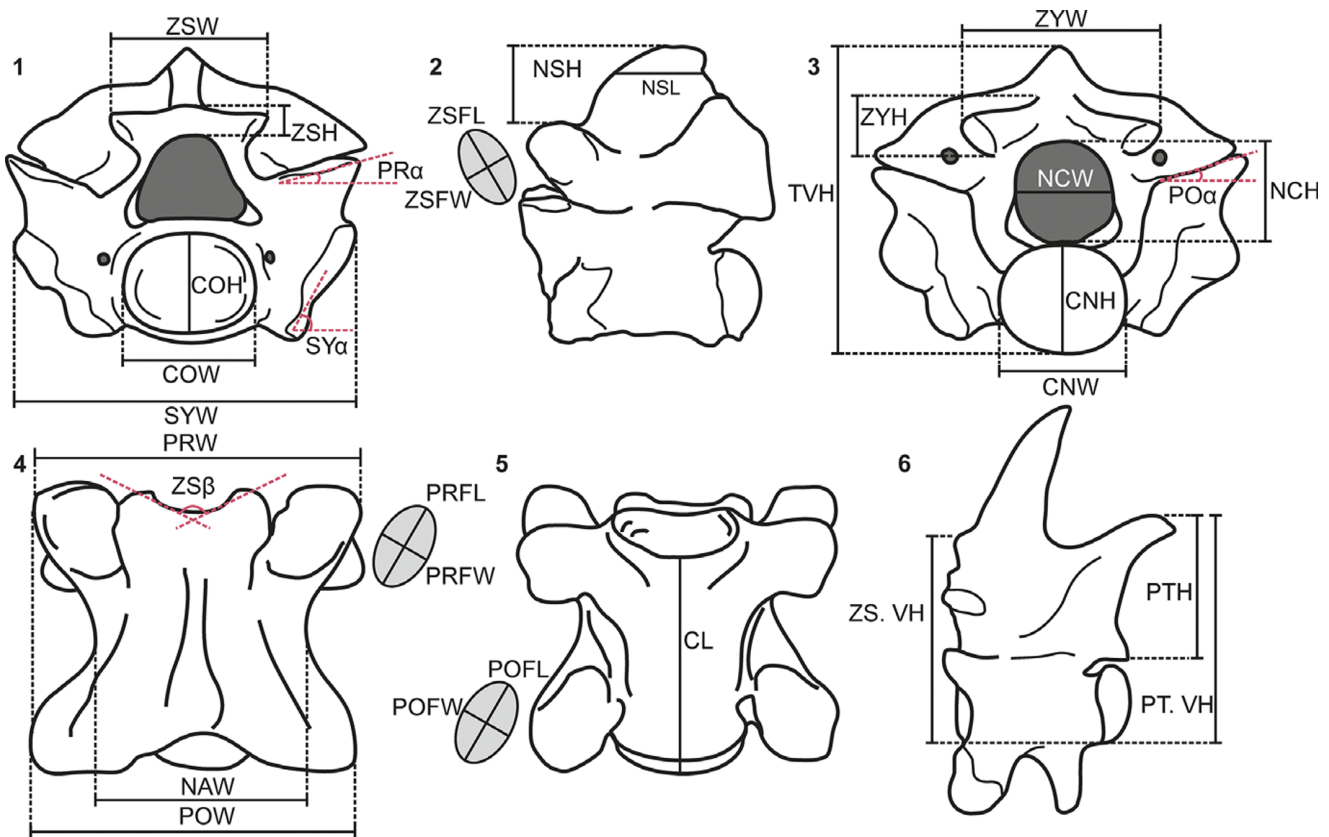 1
ZSW
ZSH
PRα
COH
SYα
COW
SYW
2
NSH
NSL
ZSFL
ZSFW
3
ZYW
ZYH
TVH
NCW
NCH
POα
CNH
CNW
4
PRW
ZSβ
PRFL
PRFW
NAW
POW
5
CL
POFL
POFW
6
ZS. VH
PTH
PT. VH